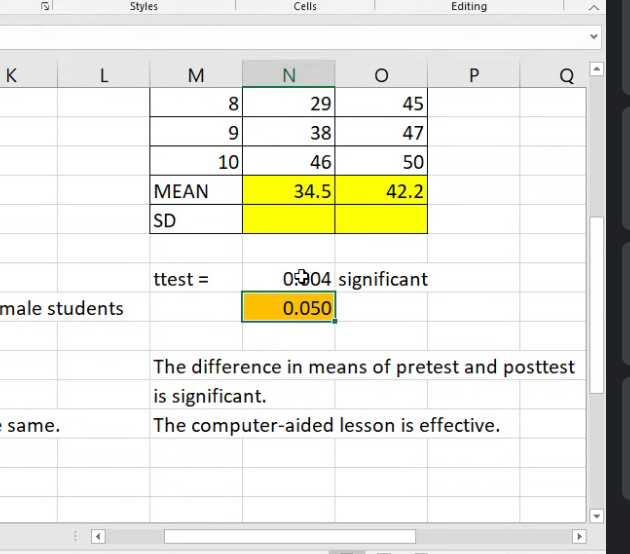 Styles Cells Editing
K L M N O P Q
8 29 45
9 38 47
10 46 50
MEAN 34.5 42.2
SD
ttest = 0.004 significant
male students 0.050
The difference in means of pretest and posttest
is significant.
same. The computer-aided lesson is effective.